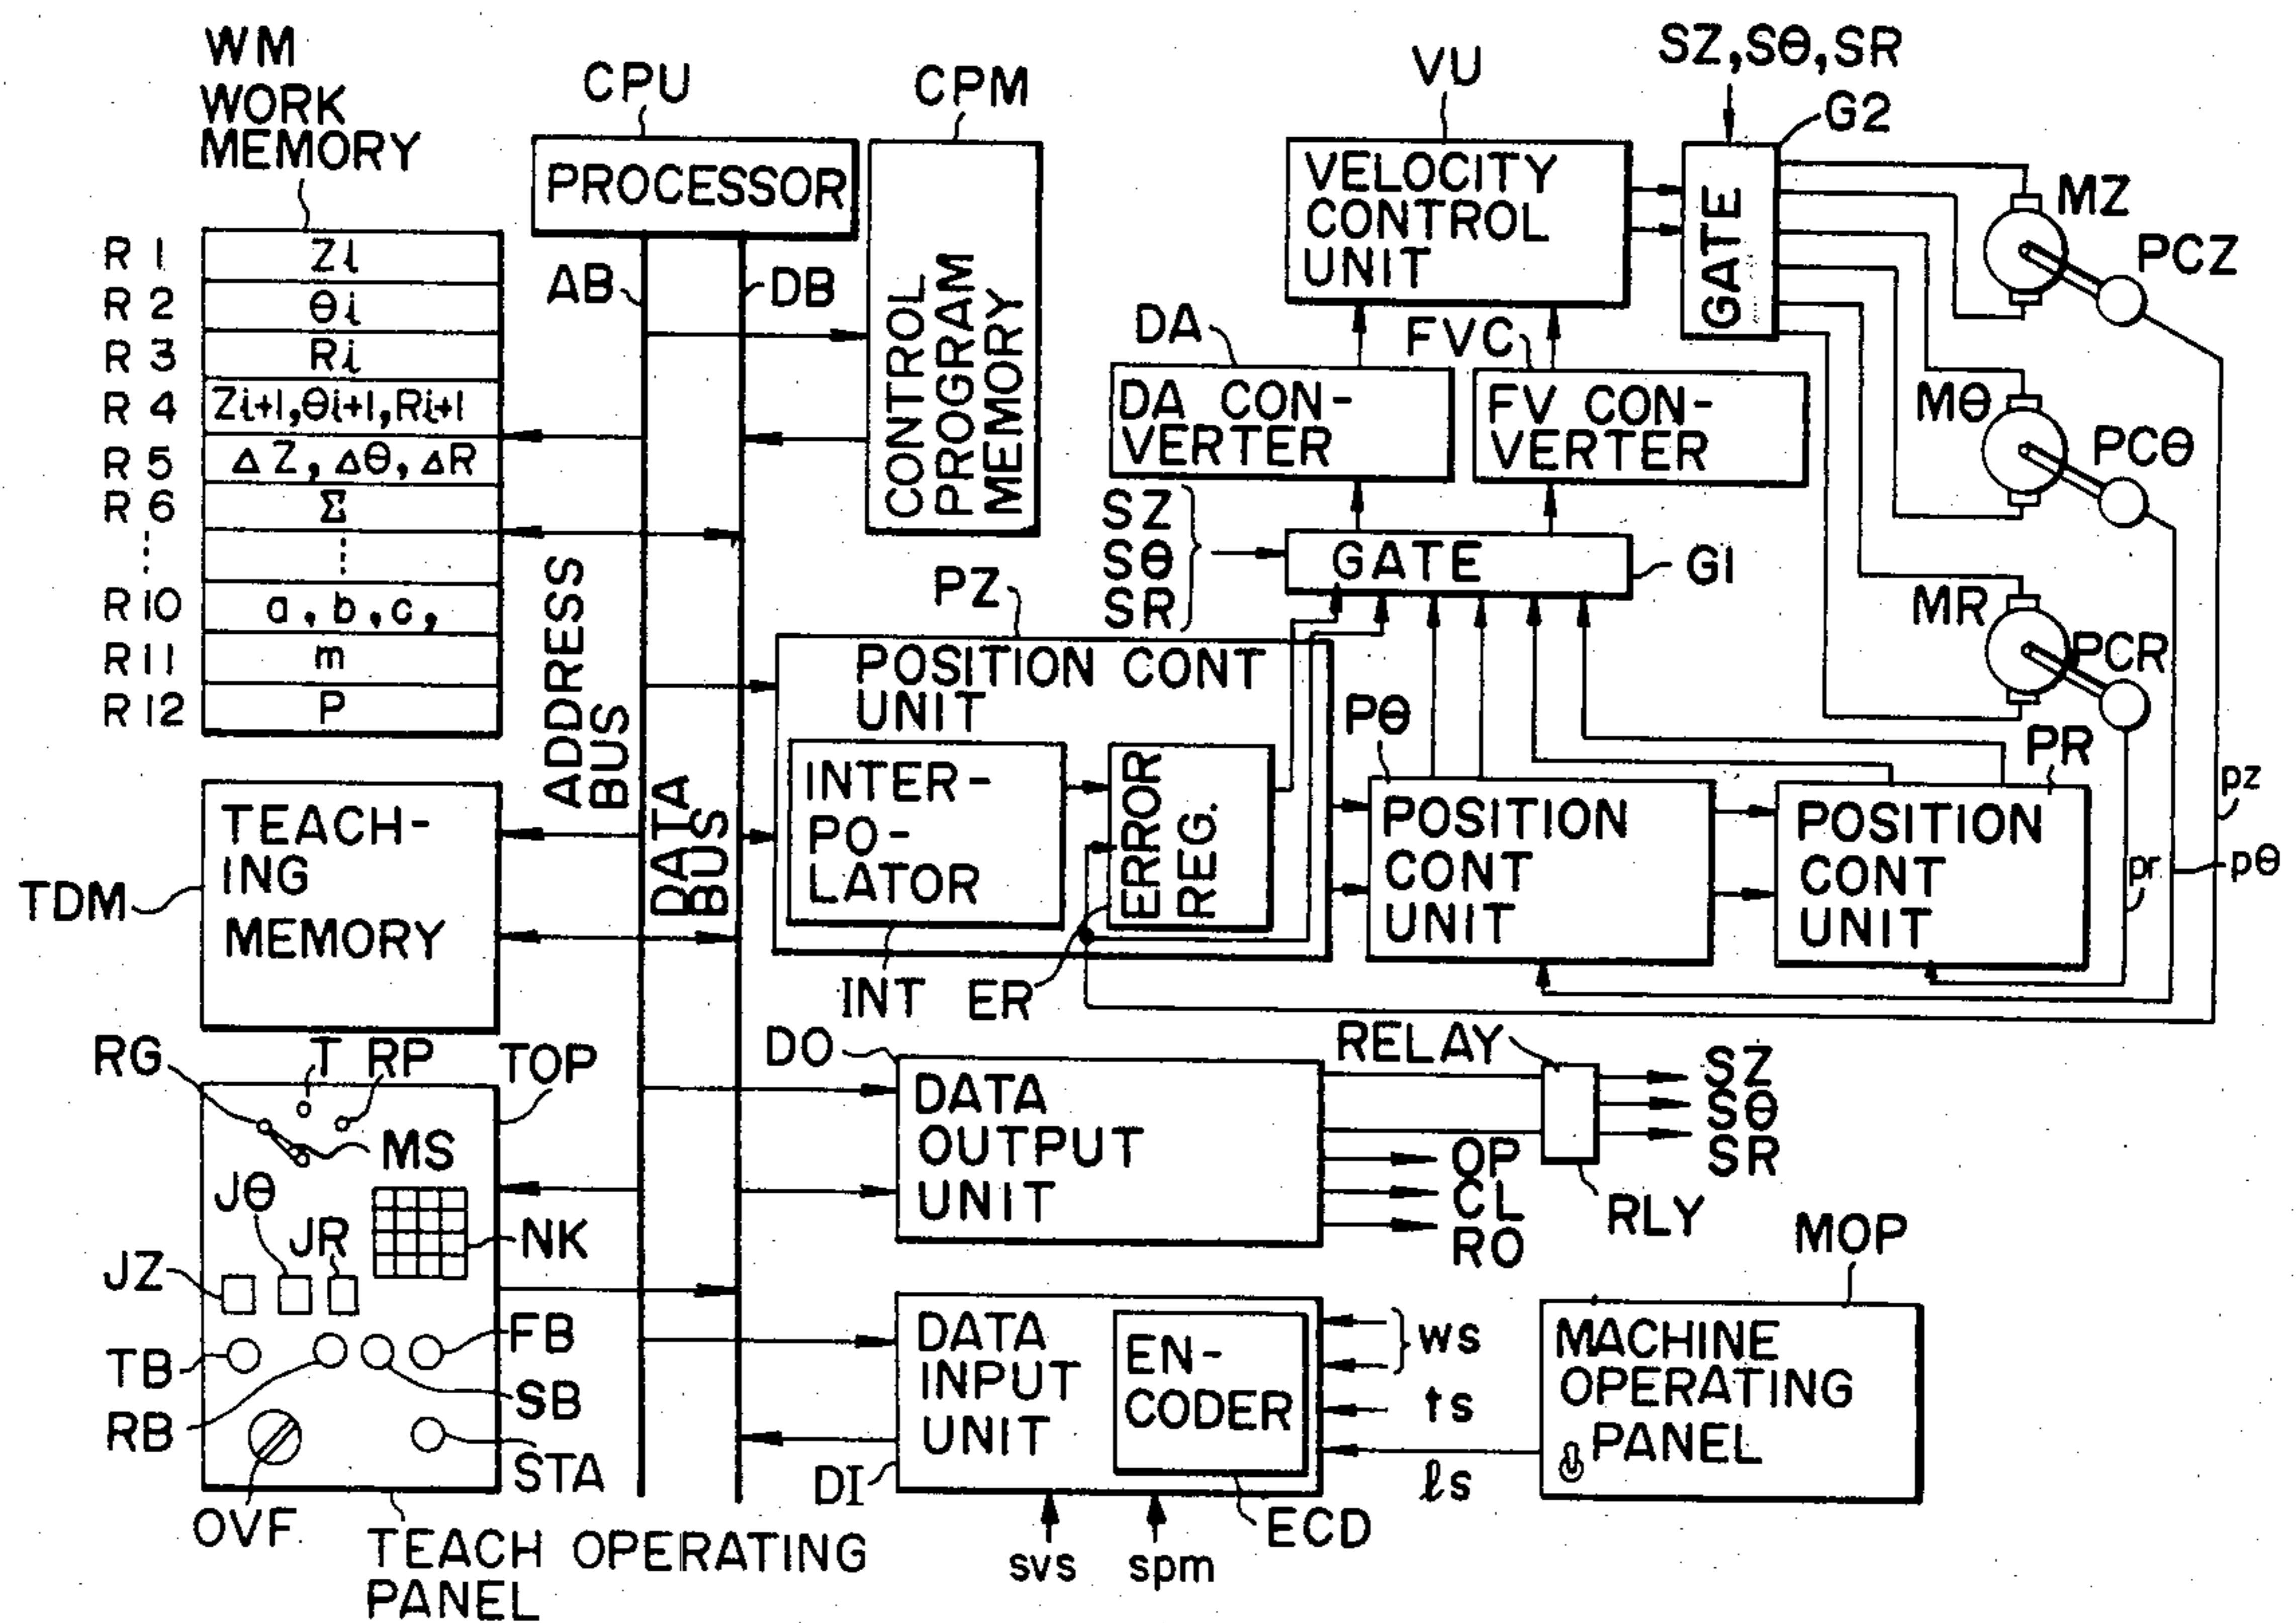 WM
WORK
MEMORY
R 1 Zi
R 2 θi
R 3 Ri
R 4 Zi+1, θi+1, Ri+1
R 5 ΔZ, Δθ, ΔR
R 6 Σ
R 10 a, b, c,
R 11 m
R 12 P
CPU
PROCESSOR
CPM
CONTROL
PROGRAM
MEMORY
AB
DB
ADDRESS
BUS
DATA
BUS
VU
VELOCITY
CONTROL
UNIT
SZ, Sθ, SR
G2
GATE
MZ
PCZ
Mθ
PCθ
MR
PCR
DA
DA CON-
VERTER
FVC
FV CON-
VERTER
SZ
Sθ
SR
GATE
G1
PZ
POSITION CONT
UNIT
INTER-
PO-
LATOR
ERROR
REG.
INT
ER
Pθ
POSITION
CONT
UNIT
PR
POSITION
CONT
UNIT
pz
pr
pθ
TEACH-
ING
MEMORY
TDM
RG
T
RP
TOP
MS
Jθ
JR
NK
JZ
FB
TB
SB
RB
STA
OVF
TEACH OPERATING
PANEL
DO
DATA
OUTPUT
UNIT
RELAY
SZ
Sθ
SR
OP
CL
RO
RLY
DATA
INPUT
UNIT
EN-
CODER
DI
ECD
ws
ts
ls
svs
spm
MOP
MACHINE
OPERATING
PANEL